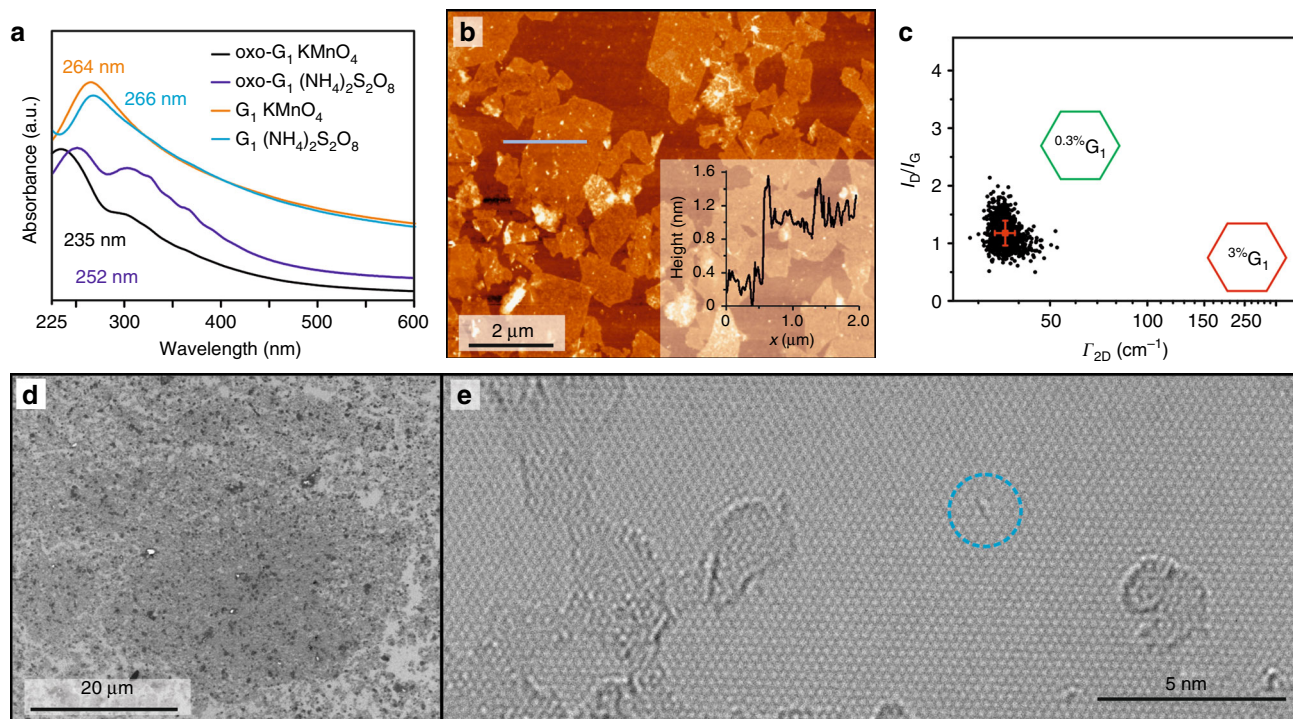 a
264 nm
266 nm
oxo-G₁ KMnO₄
oxo-G₁ (NH₄)₂S₂O₈
G₁ KMnO₄
G₁ (NH₄)₂S₂O₈
235 nm
252 nm
Absorbance (a.u.)
225 300 400 500 600
Wavelength (nm)
b
2 µm
Height (nm)
1.6
1.2
0.8
0.4
0
0 1.0 2.0
x (µm)
c
I_D/I_G
4
3
2
1
0
0.3%G₁
3%G₁
50 100 150 250
Γ₂D (cm⁻¹)
d
20 µm
e
5 nm